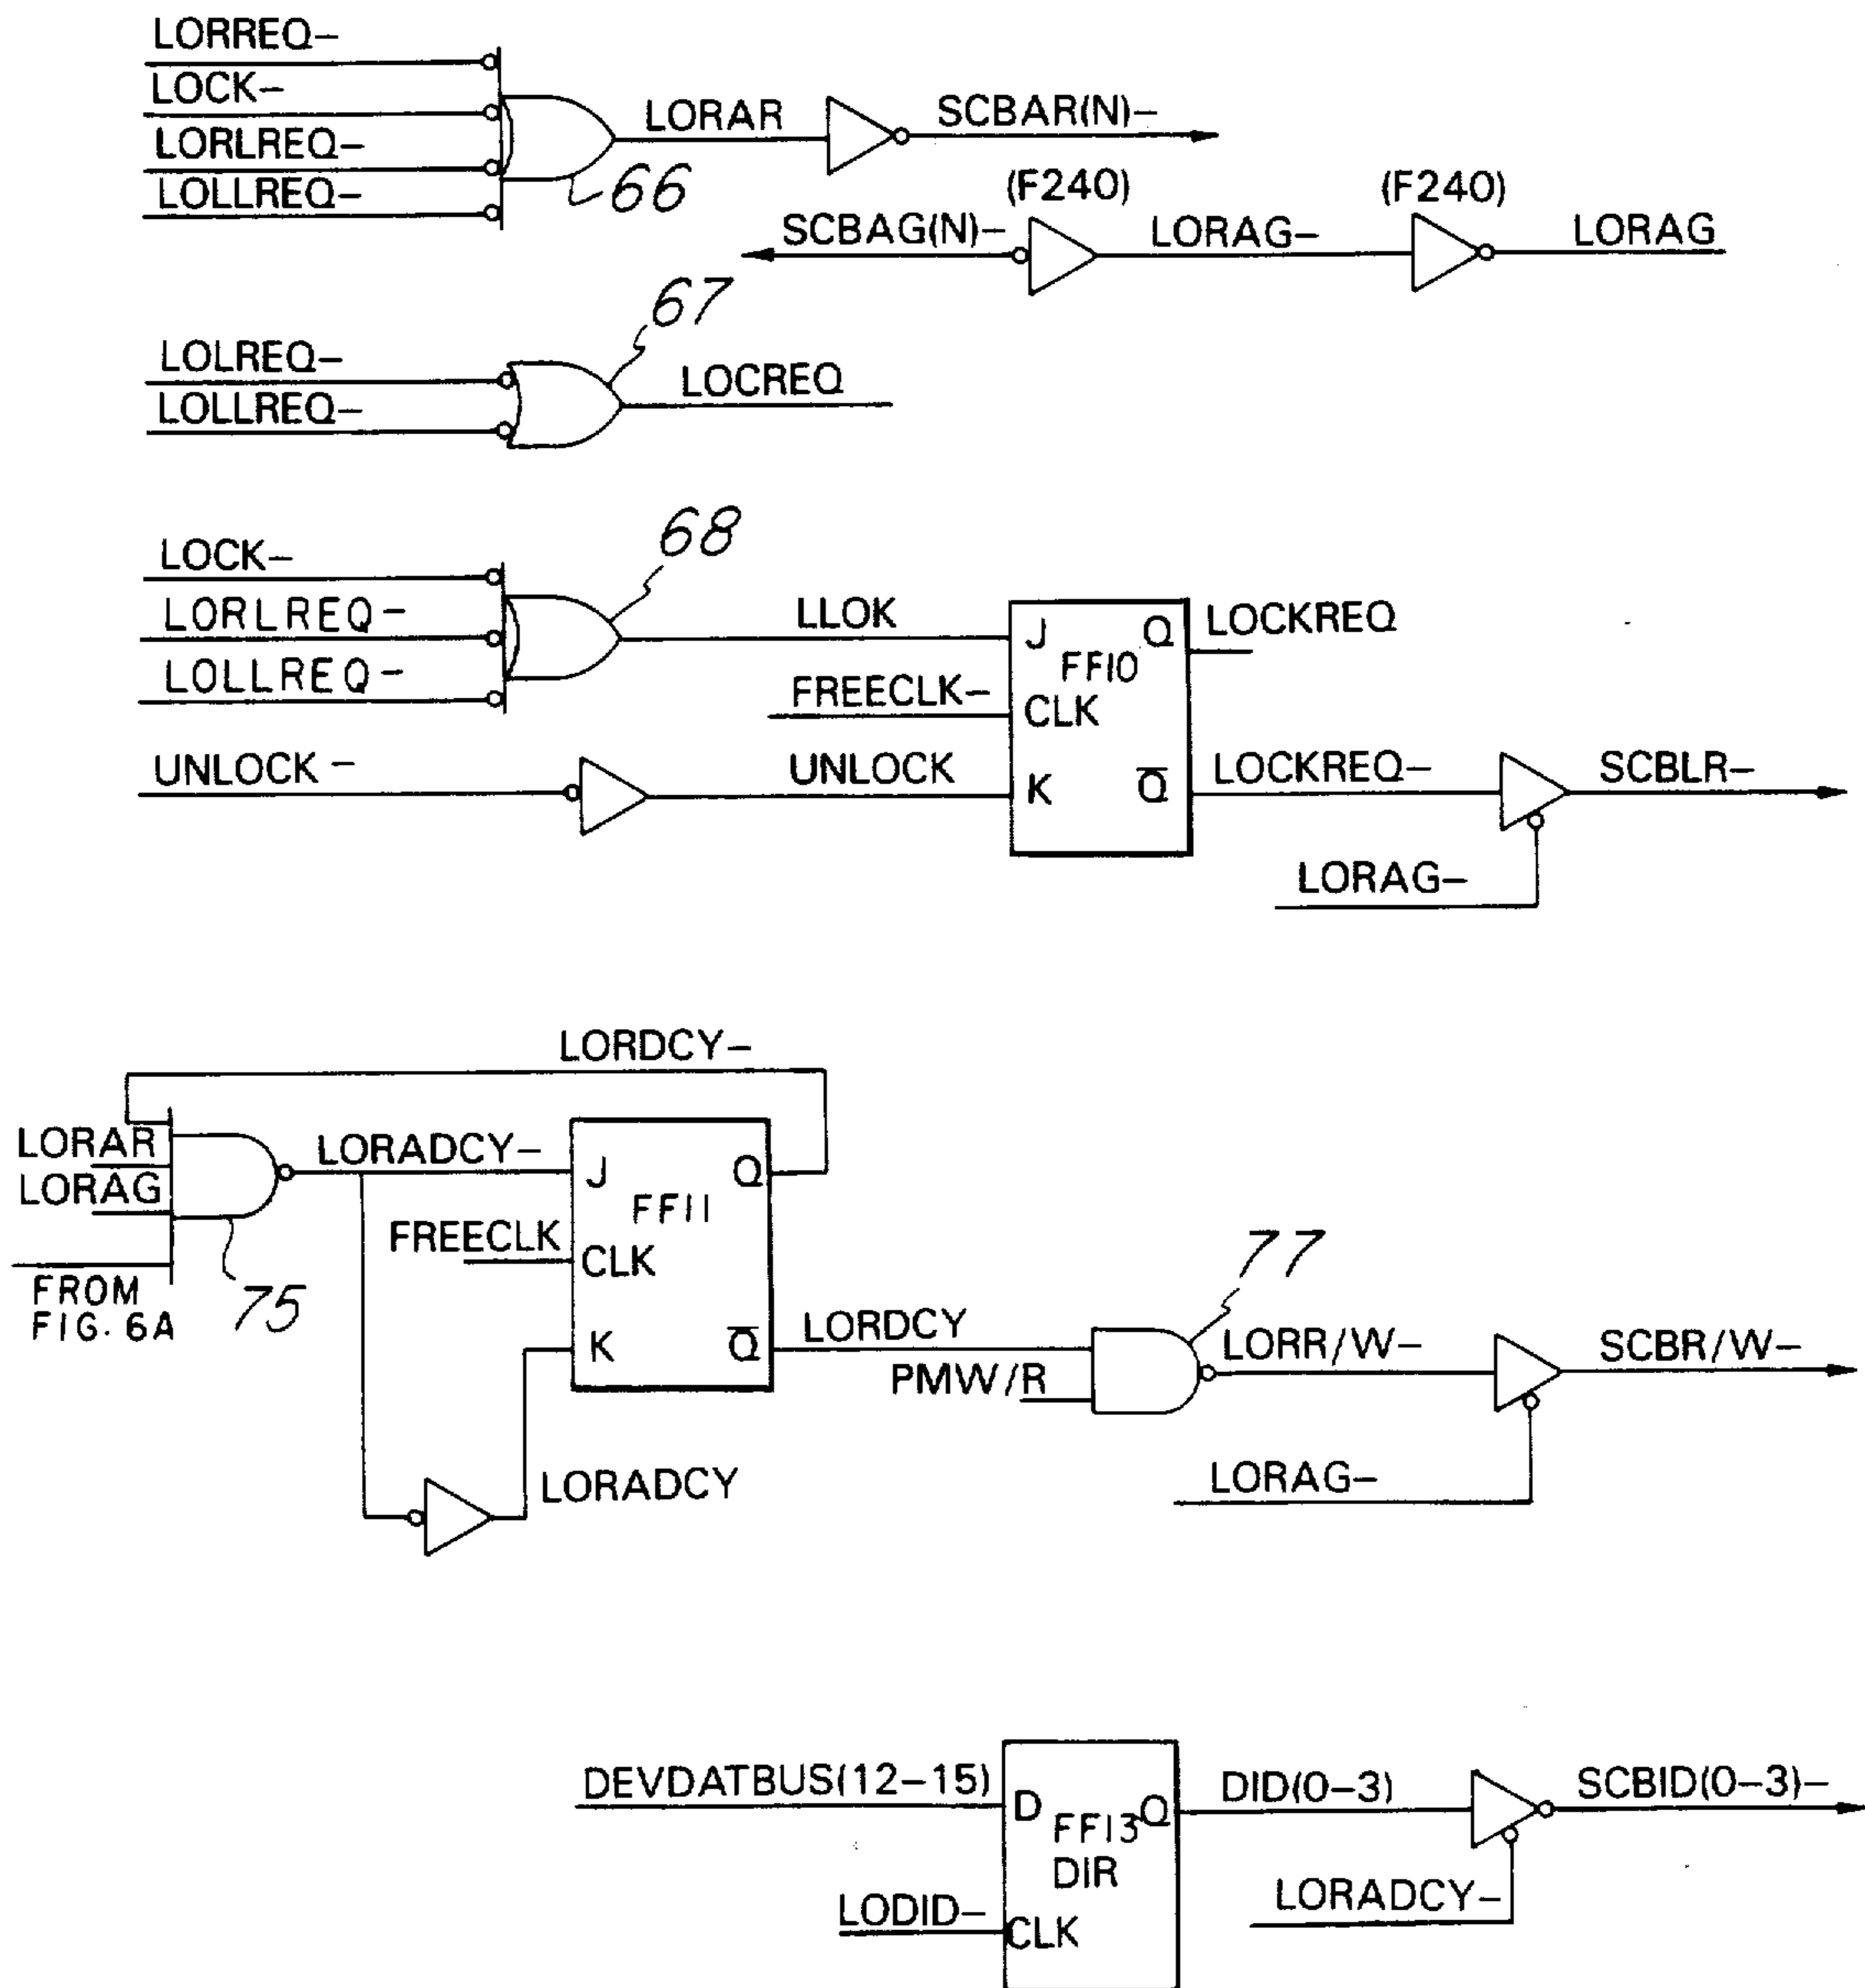 LORREQ-
LOCK-
LORLREQ-
LOLLREQ-
66
LORAR
SCBAR(N)-
(F240)
(F240)
SCBAG(N)-
LORAG-
LORAG
67
LOLREQ-
LOLLREQ-
LOCREQ
68
LOCK-
LORLREQ-
LOLLREQ-
LLOK
J
Q
LOCKREQ
FF10
FREECLK-
CLK
UNLOCK-
UNLOCK
K
Q̅
LOCKREQ-
SCBLR-
LORAG-
LORDCY-
LORAR
LORAG
LORADCY-
J
Q
FF11
FREECLK
CLK
FROM
FIG. 6A
75
77
K
Q̅
LORDCY
PMW/R
LORR/W-
SCBR/W-
LORADCY
LORAG-
DEVDATBUS(12-15)
D
Q
FF13
DIR
DID(0-3)
SCBID(0-3)-
LODID-
CLK
LORADCY-